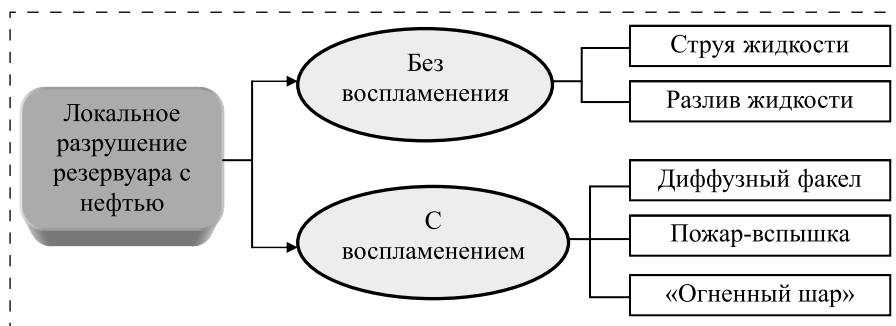 Локальное
разрушение
резервуара с
нефтью
Без
воспламенения
Струя жидкости
Разлив жидкости
С
воспламенением
Диффузный факел
Пожар-вспышка
«Огненный шар»